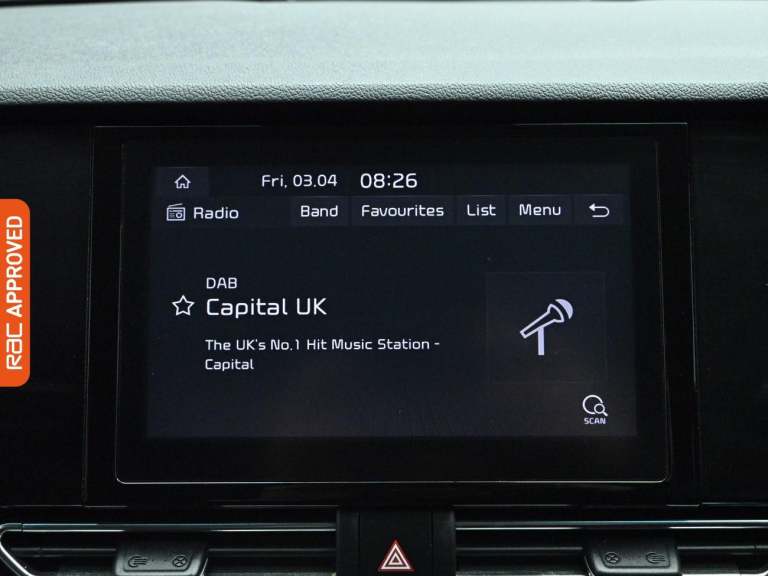 Fri, 03.04 08:26
Radio Band Favourites List Menu
DAB
Capital UK
The UK's No.1 Hit Music Station -
Capital
SCAN
RAC APPROVED